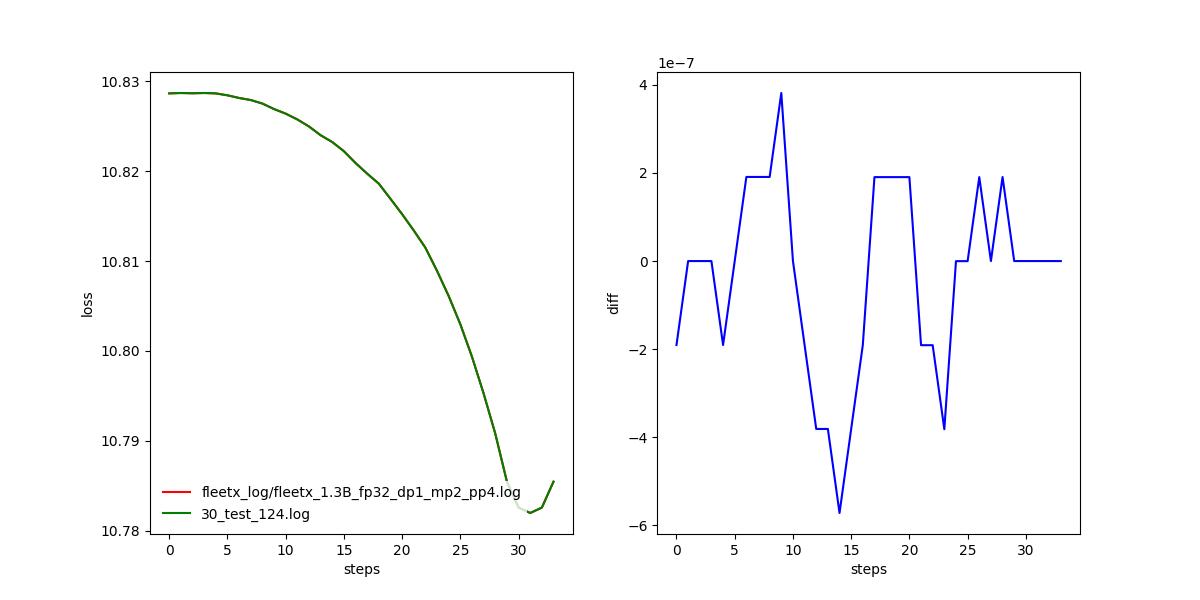 10.83
10.82
10.81
10.80
10.79
10.78
loss
0 5 10 15 20 25 30
steps
fleetx_log/fleetx_1.3B_fp32_dp1_mp2_pp4.log
30_test_124.log
1e−7
4
2
0
−2
−4
−6
diff
0 5 10 15 20 25 30
steps